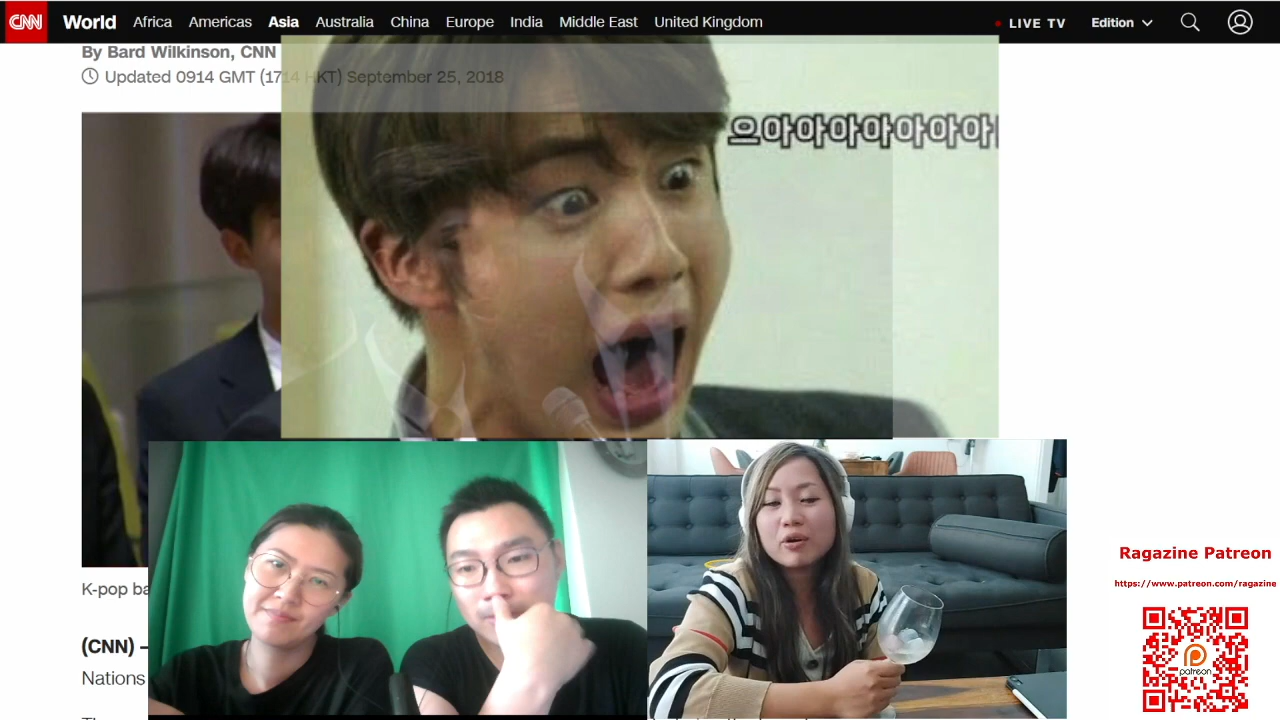 CNN World Africa Americas Asia Australia China Europe India Middle East United Kingdom LIVE TV Edition
By Bard Wilkinson, CNN
Updated 0914 GMT (1714 HKT) September 25, 2018
으아아아아아아아
K-pop ba
(CNN) –
Nations
Ragazine Patreon
https://www.patreon.com/ragazine
patreon